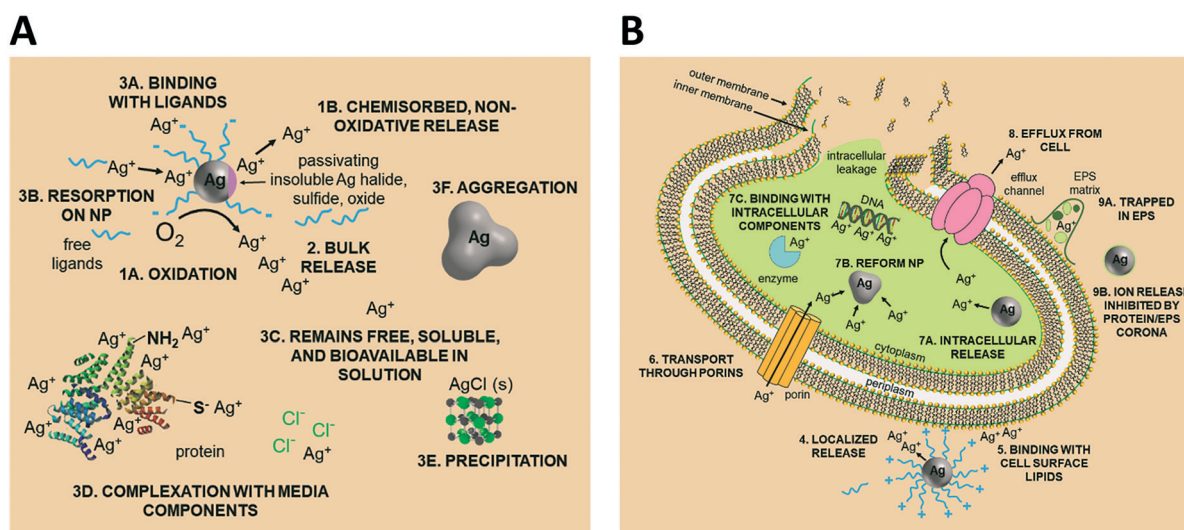 A
3A. BINDING
WITH LIGANDS
Ag⁺
1B. CHEMISORBED, NON-
OXIDATIVE RELEASE
Ag⁺
Ag⁺
Ag⁺
Ag⁺
Ag
passivating
insoluble Ag halide,
sulfide, oxide
3B. RESORPTION
ON NP
O₂
free
ligands
1A. OXIDATION
Ag⁺
Ag⁺
Ag⁺
2. BULK
RELEASE
3F. AGGREGATION
Ag
Ag⁺
3C. REMAINS FREE, SOLUBLE,
AND BIOAVAILABLE IN
SOLUTION
Ag⁺
NH₂
Ag⁺
Ag⁺
Ag⁺
S⁻ Ag⁺
Ag⁺
Ag⁺
Ag⁺
protein
Cl⁻
Cl⁻
Cl⁻
Ag⁺
AgCl (s)
3E. PRECIPITATION
3D. COMPLEXATION WITH MEDIA
COMPONENTS
B
outer membrane
inner membrane
intracellular
leakage
8. EFFLUX FROM
CELL
Ag⁺
efflux
channel
EPS
matrix
9A. TRAPPED
IN EPS
Ag⁺
7C. BINDING WITH
INTRACELLULAR
COMPONENTS
DNA
Ag⁺ Ag⁺ Ag⁺
Ag⁺
enzyme
7B. REFORM NP
Ag⁺
Ag
Ag⁺
Ag⁺
Ag⁺
Ag⁺
Ag
7A. INTRACELLULAR
RELEASE
Ag
9B. ION RELEASE
INHIBITED BY
PROTEIN/EPS
CORONA
cytoplasm
periplasm
6. TRANSPORT
THROUGH PORINS
Ag⁺
porin
4. LOCALIZED
RELEASE
Ag⁺
Ag⁺
Ag
Ag⁺ Ag⁺
5. BINDING WITH
CELL SURFACE
LIPIDS